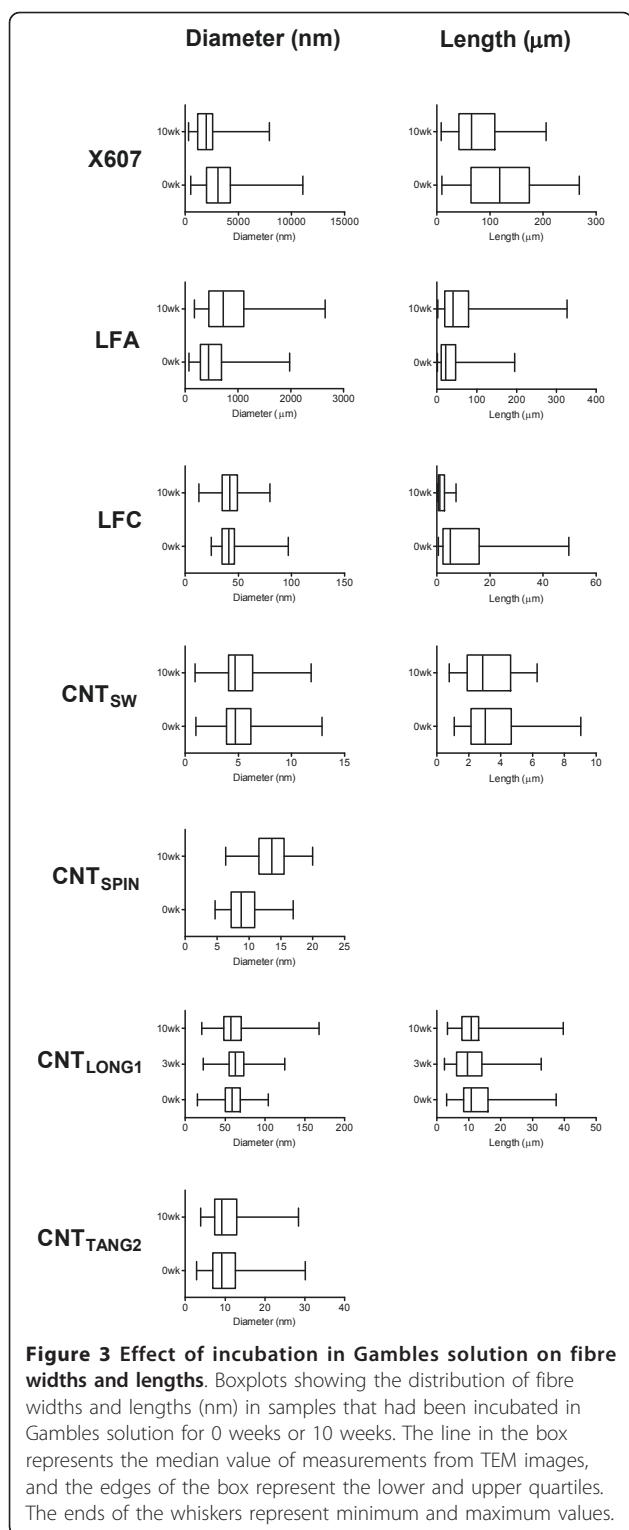 Diameter (nm) Length (μm)
X607
10wk
0wk
0 5000 10000 15000
Diameter (nm)
10wk
0wk
0 100 200 300
Length (μm)
LFA
10wk
0wk
0 1000 2000 3000
Diameter (μm)
10wk
0wk
0 100 200 300 400
Length (μm)
LFC
10wk
0wk
0 50 100 150
Diameter (nm)
10wk
0wk
0 20 40 60
Length (μm)
CNTSW
10wk
0wk
0 5 10 15
Diameter (nm)
10wk
0wk
2 4 6 8 10
Length (μm)
CNTSPIN
10wk
0wk
0 5 10 15 20 25
Diameter (nm)
CNTLONG1
10wk
3wk
0wk
0 50 100 150 200
Diameter (nm)
10wk
3wk
0wk
0 10 20 30 40 50
Length (μm)
CNTTANG2
10wk
0wk
0 10 20 30 40
Diameter (nm)
Figure 3 Effect of incubation in Gambles solution on fibre
widths and lengths. Boxplots showing the distribution of fibre
widths and lengths (nm) in samples that had been incubated in
Gambles solution for 0 weeks or 10 weeks. The line in the box
represents the median value of measurements from TEM images,
and the edges of the box represent the lower and upper quartiles.
The ends of the whiskers represent minimum and maximum values.